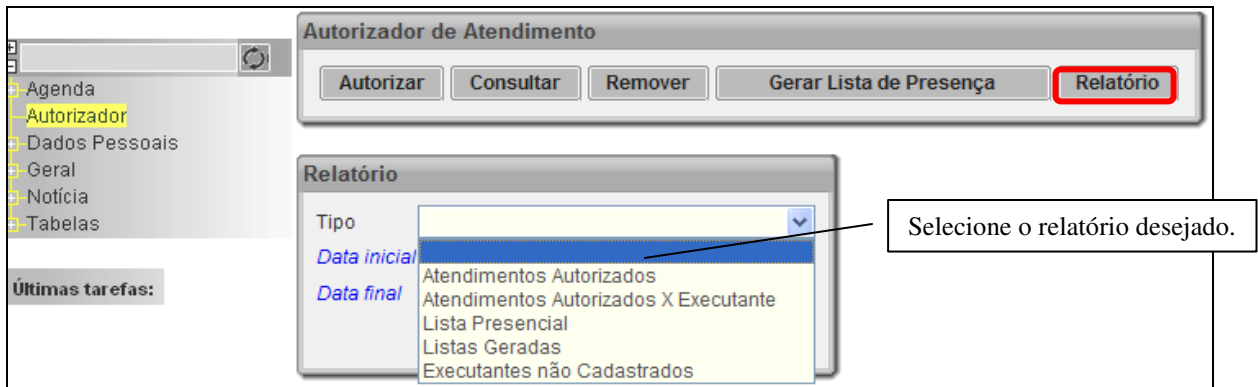 Autorizador de Atendimento
Autorizar Consultar Remover Gerar Lista de Presença Relatório
Agenda
Autorizador
Dados Pessoais
Geral
Notícia
Tabelas
Últimas tarefas:
Relatório
Tipo
Data inicial
Data final
Atendimentos Autorizados
Atendimentos Autorizados X Executante
Lista Presencial
Listas Geradas
Executantes não Cadastrados
Selecione o relatório desejado.